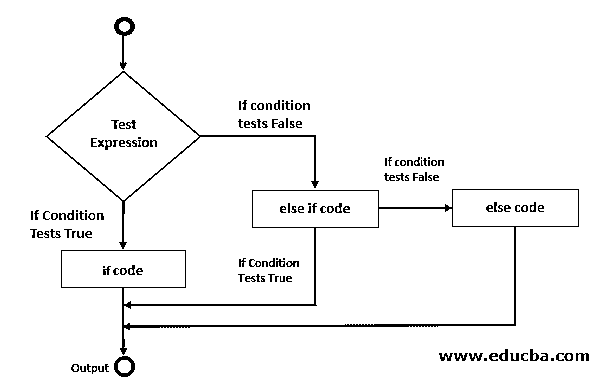 Test
Expression
If condition
tests False
If condition
tests False
else if code
else code
If Condition
Tests True
if code
If Condition
Tests True
Output
www.educba.com